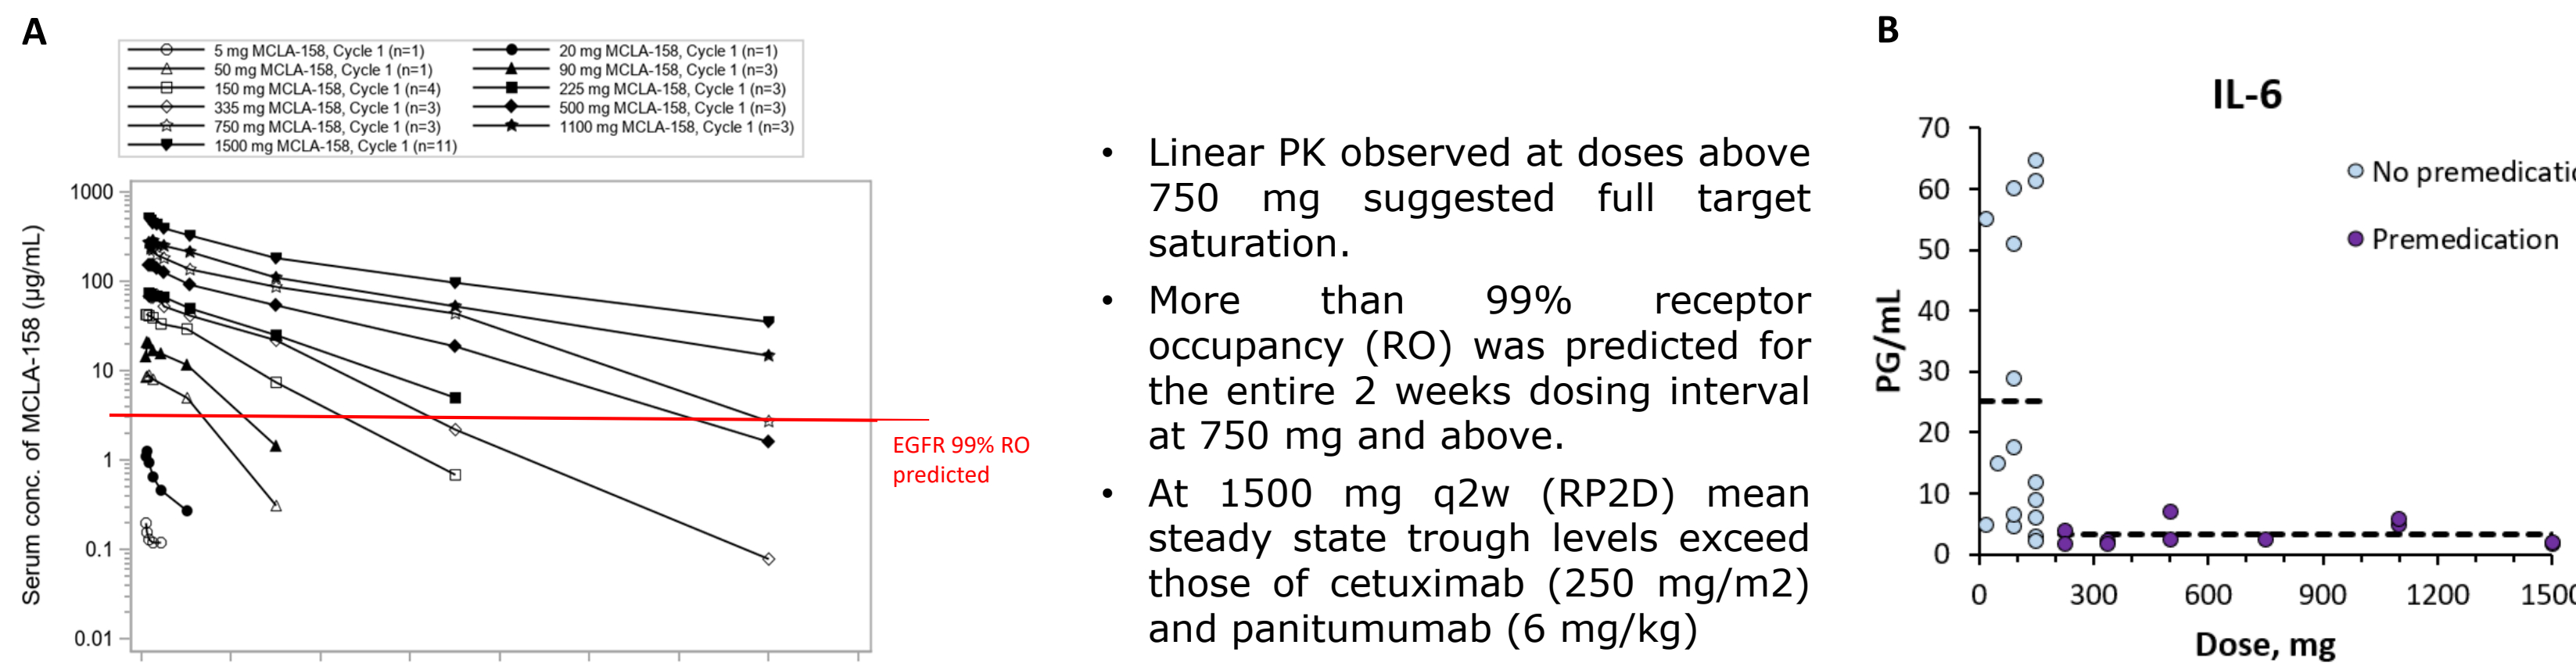 A
5 mg MCLA-158, Cycle 1 (n=1)
20 mg MCLA-158, Cycle 1 (n=1)
50 mg MCLA-158, Cycle 1 (n=1)
90 mg MCLA-158, Cycle 1 (n=3)
150 mg MCLA-158, Cycle 1 (n=4)
225 mg MCLA-158, Cycle 1 (n=3)
335 mg MCLA-158, Cycle 1 (n=3)
500 mg MCLA-158, Cycle 1 (n=3)
750 mg MCLA-158, Cycle 1 (n=3)
1100 mg MCLA-158, Cycle 1 (n=3)
1500 mg MCLA-158, Cycle 1 (n=11)
Serum conc. of MCLA-158 (µg/mL)
1000
100
10
1
0.1
0.01
EGFR 99% RO
predicted
• Linear PK observed at doses above
750 mg suggested full target
saturation.
• More than 99% receptor
occupancy (RO) was predicted for
the entire 2 weeks dosing interval
at 750 mg and above.
• At 1500 mg q2w (RP2D) mean
steady state trough levels exceed
those of cetuximab (250 mg/m2)
and panitumumab (6 mg/kg)
B
IL-6
No premedicatio
Premedication
PG/mL
70
60
50
40
30
20
10
0
0 300 600 900 1200 1500
Dose, mg